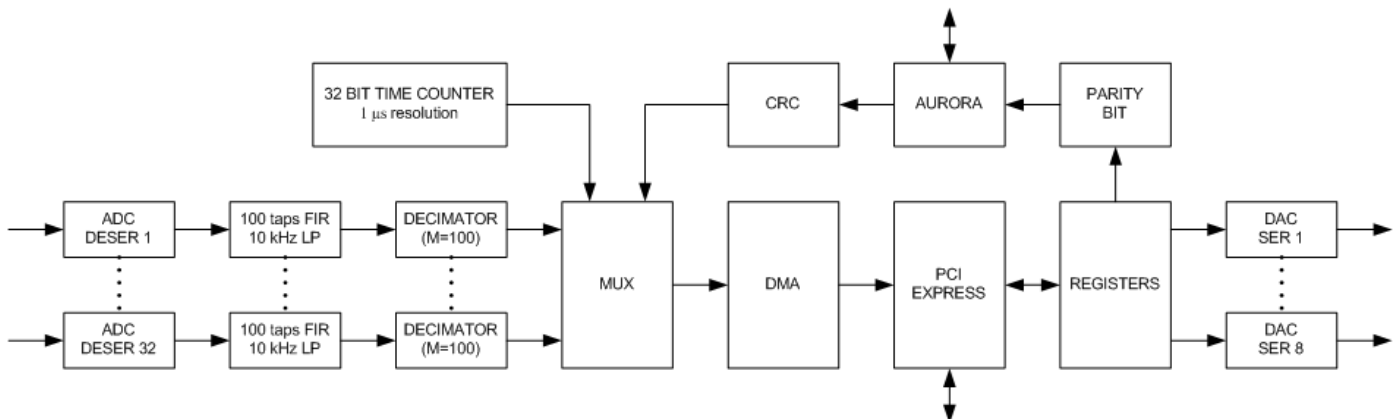 32 BIT TIME COUNTER
1 μs resolution
CRC
AURORA
PARITY
BIT
ADC
DESER 1
100 taps FIR
10 kHz LP
DECIMATOR
(M=100)
MUX
DMA
PCI
EXPRESS
REGISTERS
DAC
SER 1
ADC
DESER 32
100 taps FIR
10 kHz LP
DECIMATOR
(M=100)
DAC
SER 8